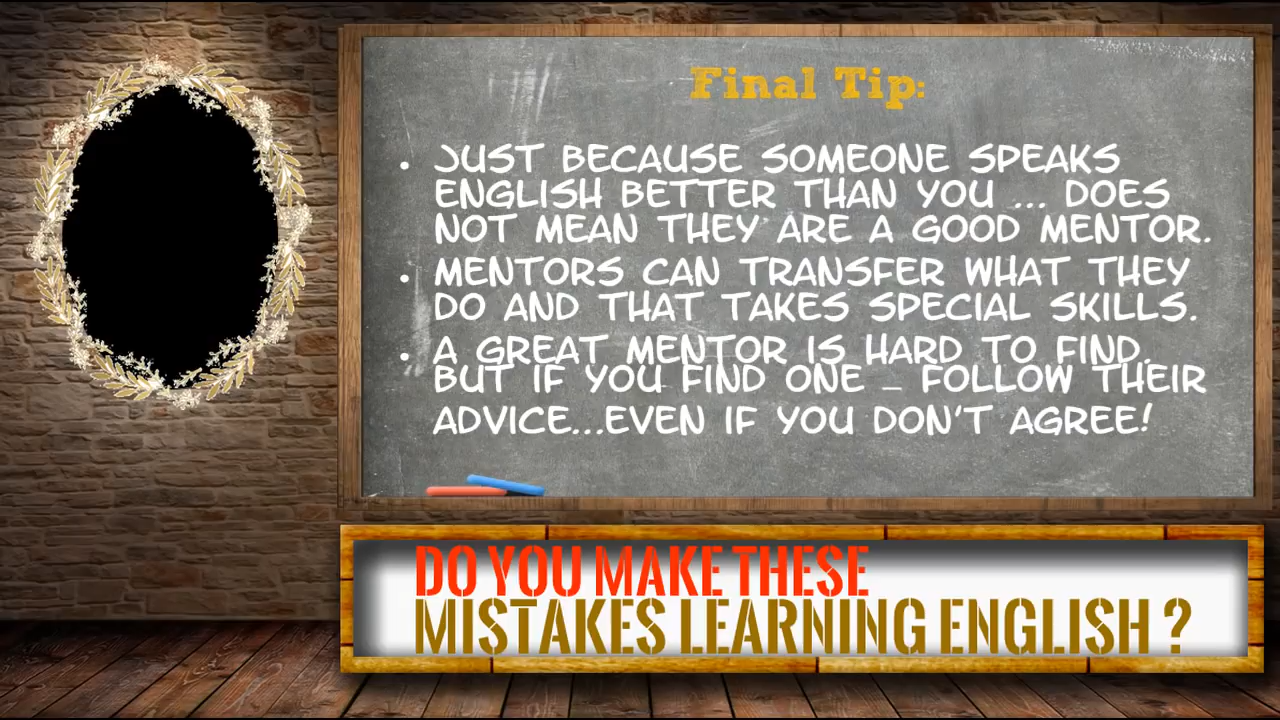 Final Tip:
• JUST BECAUSE SOMEONE SPEAKS
ENGLISH BETTER THAN YOU ... DOES
NOT MEAN THEY ARE A GOOD MENTOR.
• MENTORS CAN TRANSFER WHAT THEY
DO AND THAT TAKES SPECIAL SKILLS.
• A GREAT MENTOR IS HARD TO FIND.
BUT IF YOU FIND ONE _ FOLLOW THEIR
ADVICE...EVEN IF YOU DON'T AGREE!
DO YOU MAKE THESE
MISTAKES LEARNING ENGLISH ?